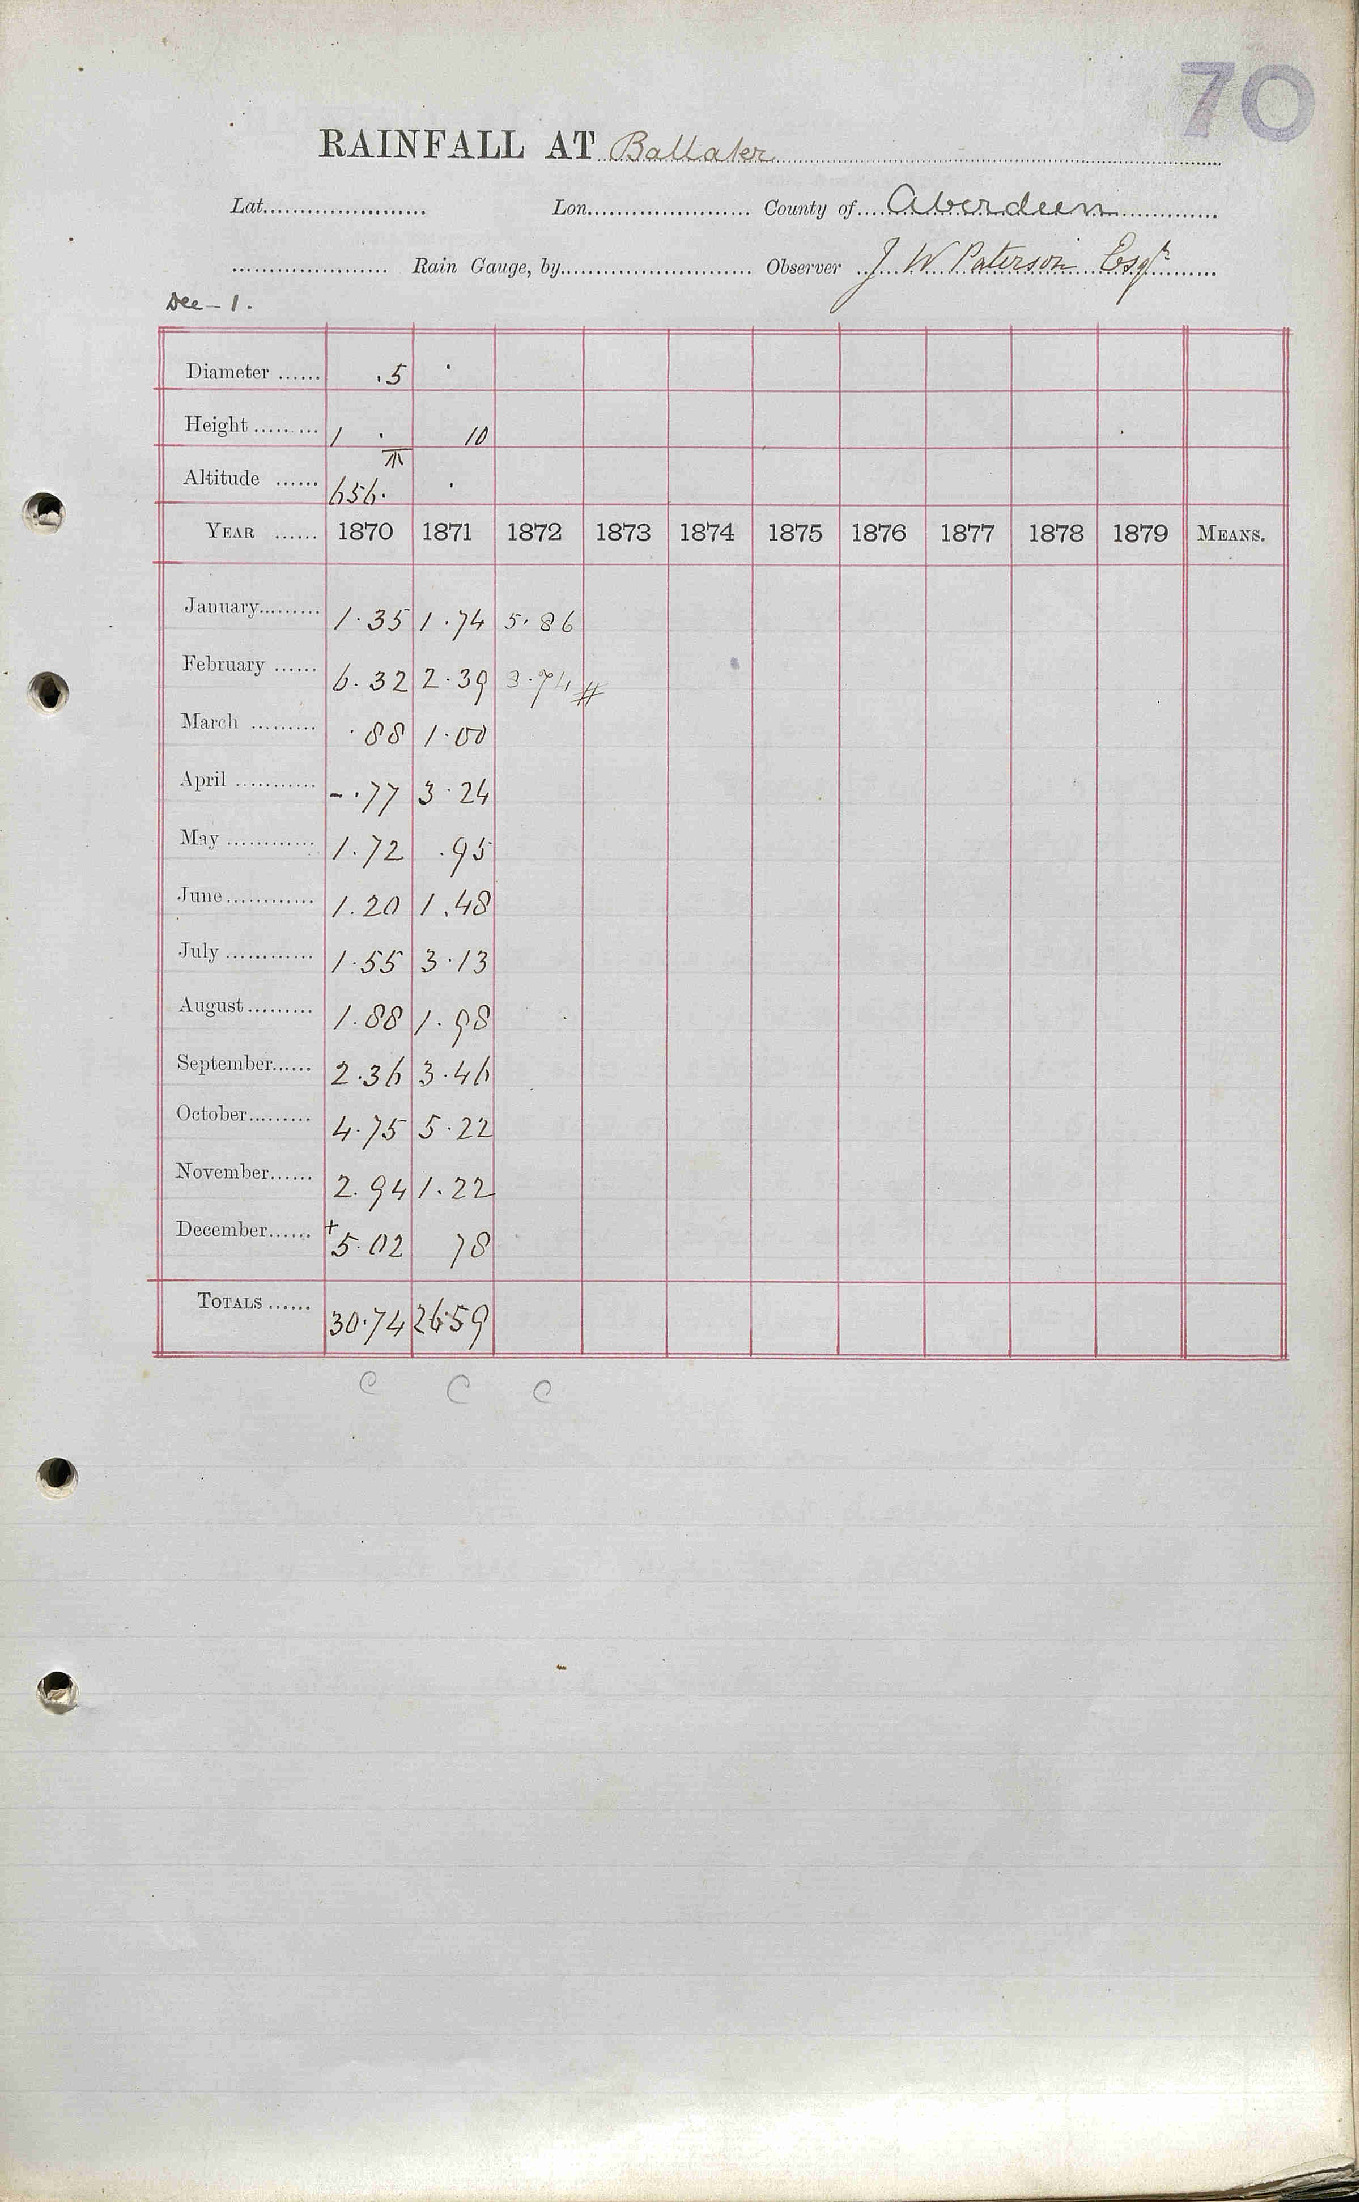 70
RAINFALL AT Ballater
Lat. Lon. County of Aberdeen
Rain Gauge, by Observer J W Paterson Esqr
Dee - 1.
Diameter ...... .5 .
Height ......... 1 . 10
⊼
Altitude ...... 656. .
YEAR ...... 1870 1871 1872 1873 1874 1875 1876 1877 1878 1879 MEANS.
January......... 1.35 1.74 5.86
February ...... 6.32 2.39 3.74 #
March ......... .88 1.00
April ........... -.77 3.24
May ............ 1.72 .95
June............ 1.20 1.48
July ............ 1.55 3.13
August......... 1.88 1.98
September...... 2.36 3.46
October......... 4.75 5.22
November...... 2.94 1.22
December...... +5.02 78
TOTALS ...... 30.74 26.59
C C C